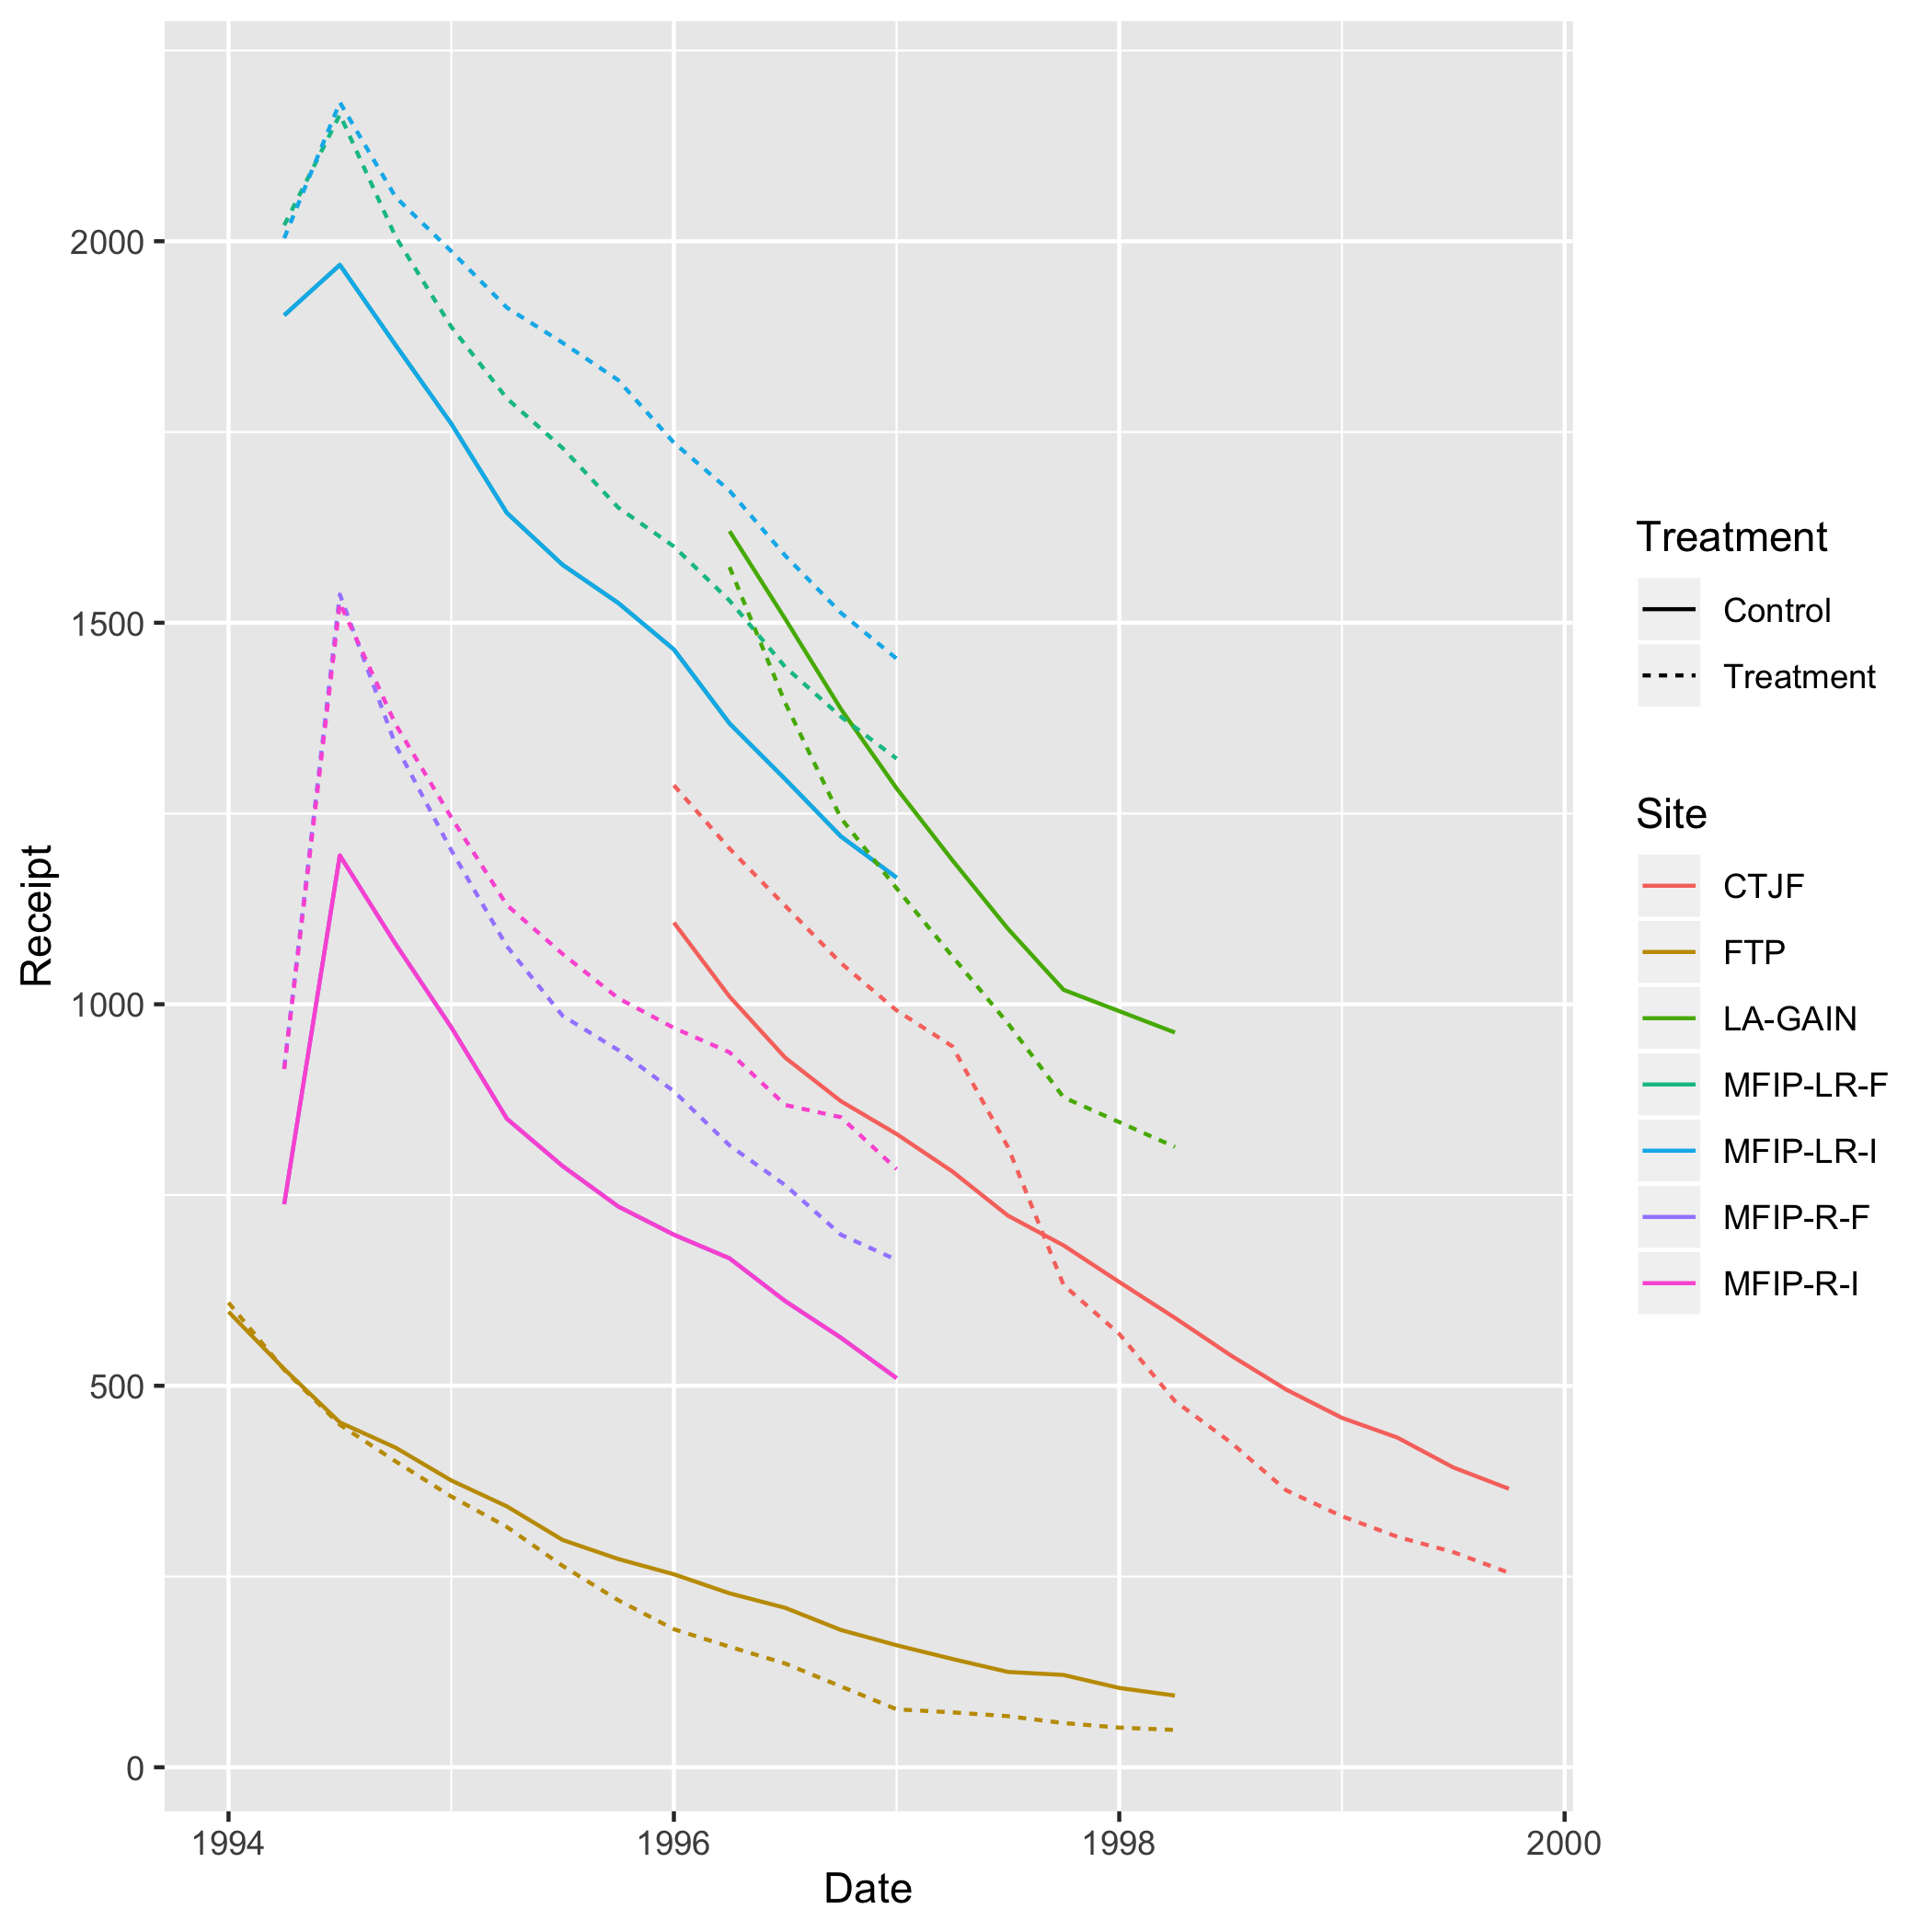 Receipt
2000
1500
1000
500
0
1994
1996
1998
2000
Date
Treatment
Control
Treatment
Site
CTJF
FTP
LA-GAIN
MFIP-LR-F
MFIP-LR-I
MFIP-R-F
MFIP-R-I